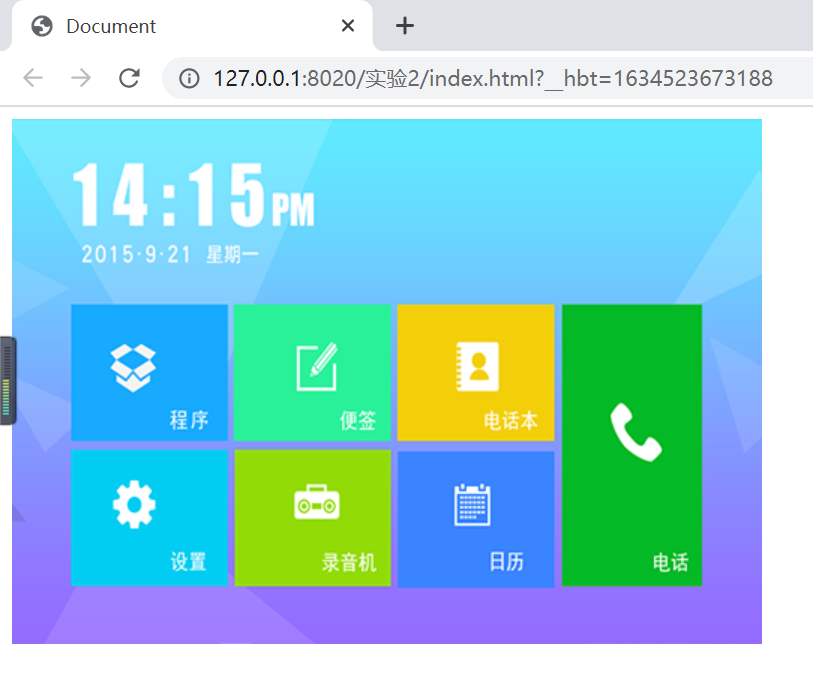 Document
127.0.0.1:8020/实验2/index.html?__hbt=1634523673188
14:15PM
2015·9·21 星期一
程序
便签
电话本
设置
录音机
日历
电话